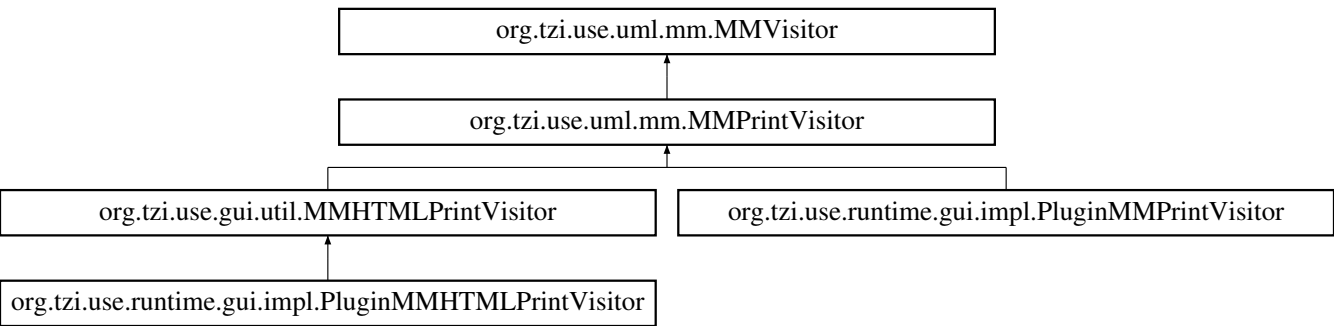 org.tzi.use.uml.mm.MMVisitor
org.tzi.use.uml.mm.MMPrintVisitor
org.tzi.use.gui.util.MMHTMLPrintVisitor
org.tzi.use.runtime.gui.impl.PluginMMPrintVisitor
org.tzi.use.runtime.gui.impl.PluginMMHTMLPrintVisitor